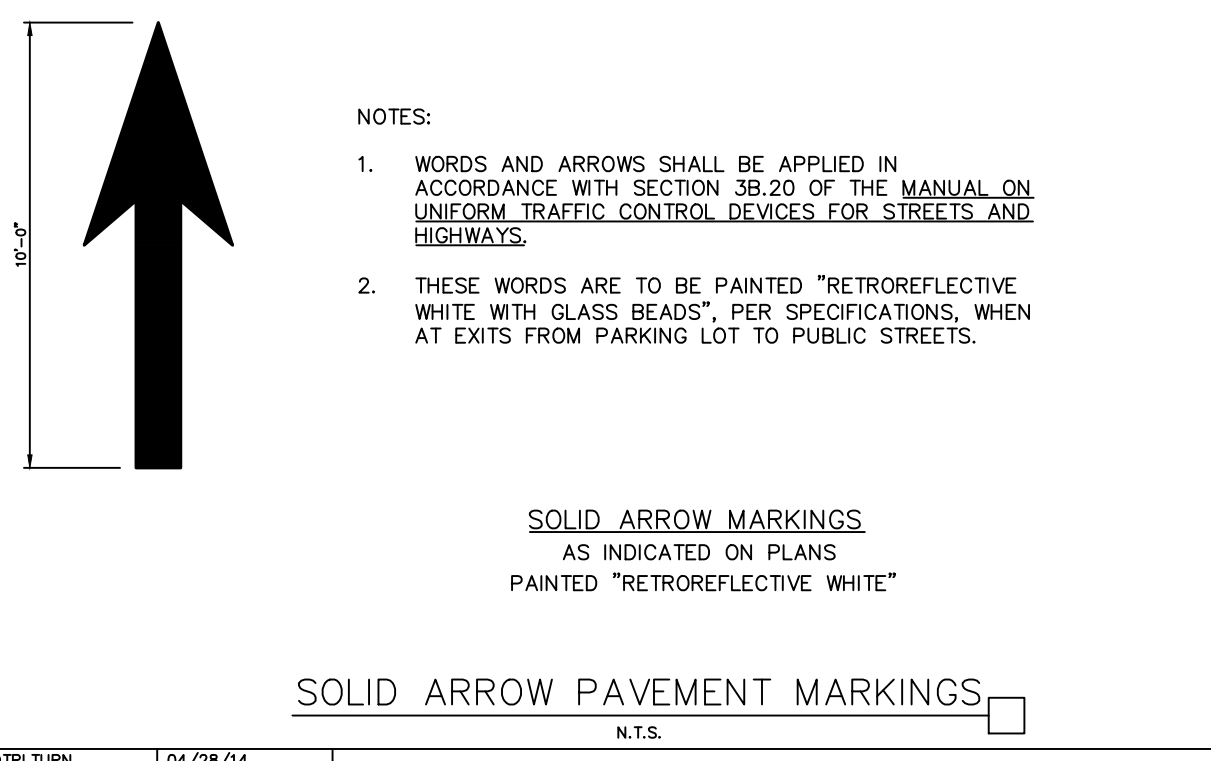 10'-0"
NOTES:
1. WORDS AND ARROWS SHALL BE APPLIED IN
ACCORDANCE WITH SECTION 3B.20 OF THE MANUAL ON
UNIFORM TRAFFIC CONTROL DEVICES FOR STREETS AND
HIGHWAYS.
2. THESE WORDS ARE TO BE PAINTED "RETROREFLECTIVE
WHITE WITH GLASS BEADS", PER SPECIFICATIONS, WHEN
AT EXITS FROM PARKING LOT TO PUBLIC STREETS.
SOLID ARROW MARKINGS
AS INDICATED ON PLANS
PAINTED "RETROREFLECTIVE WHITE"
SOLID ARROW PAVEMENT MARKINGS
N.T.S.
04/28/14